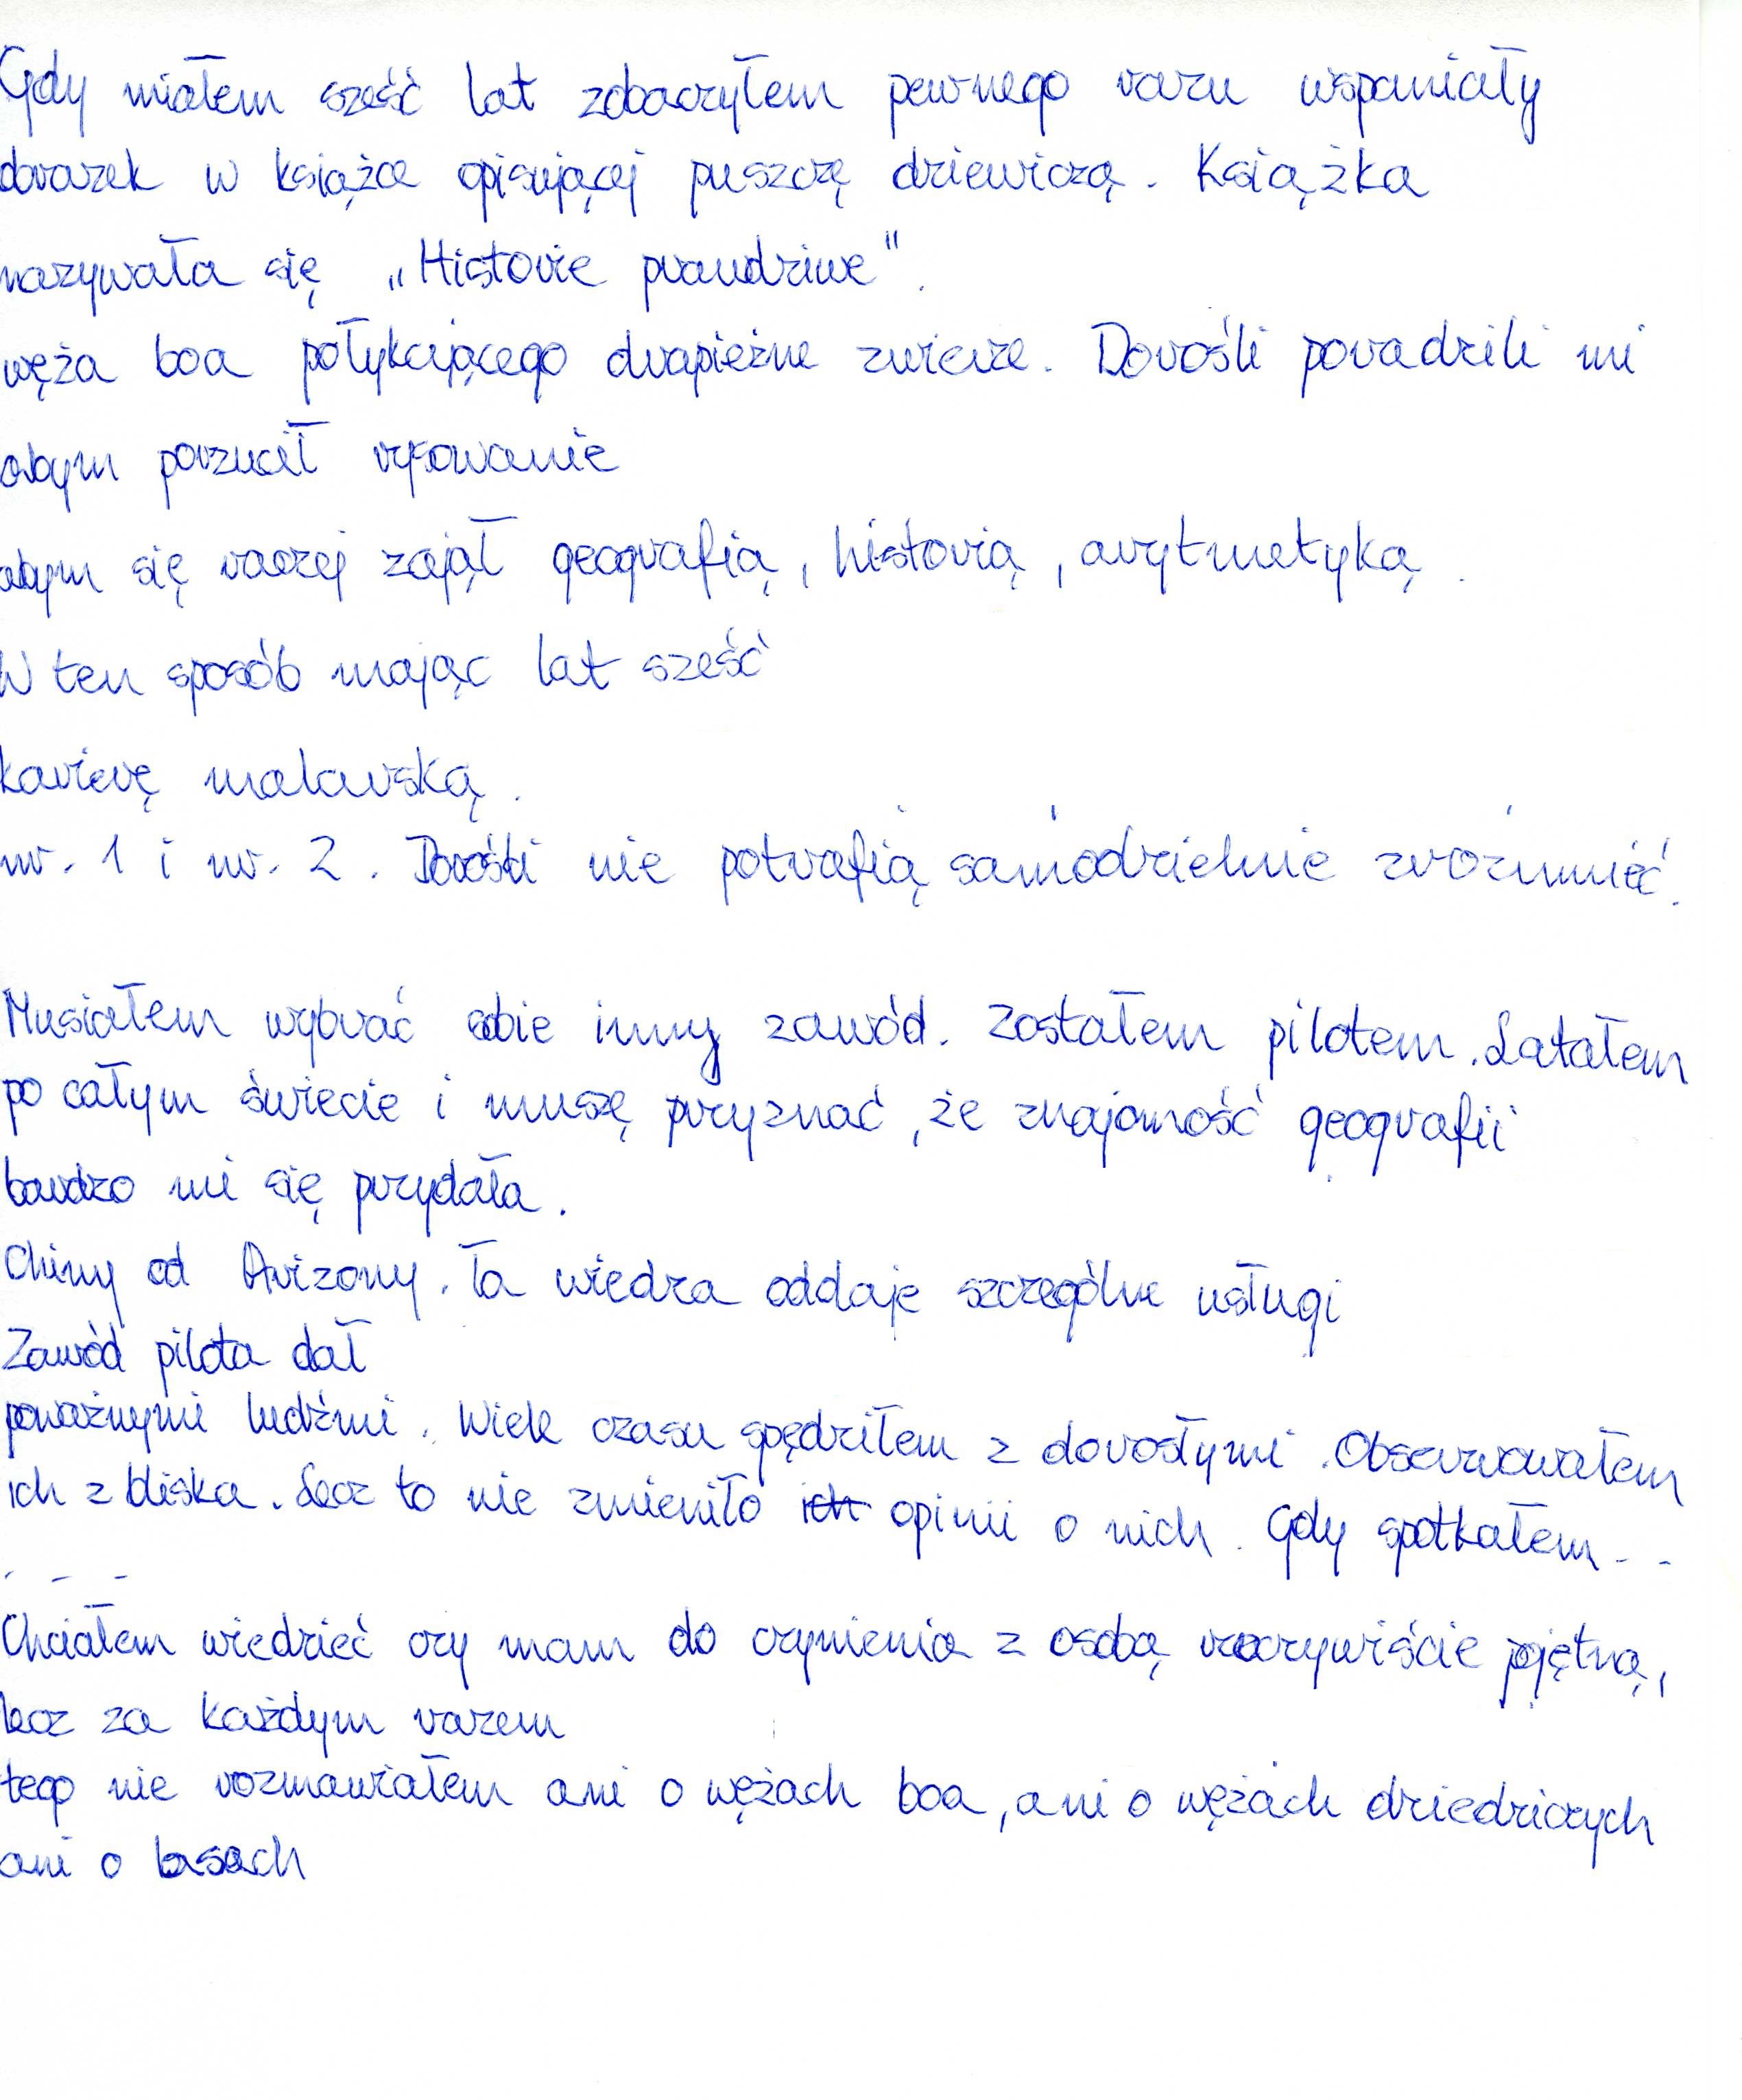 Gdy miałem sześć lat zobaczyłem pewnego razu wspaniały
obrazek w książce opisującej puszczę dziewiczą. Książka
nazywała się „Historie prawdziwe".
węża boa połykającego drapieżne zwierze. Dorośli poradzili mi
abym porzucił rysowanie
abym się raczej zajął geografią, historią, arytmetyką.
W ten sposób mając lat sześć
karierę malarską.
nr. 1 i nr. 2. Dorośli nie potrafią samodzielnie zrozumieć.
Musiałem wybrać sobie inny zawód. Zostałem pilotem. Latałem
po całym świecie i muszę przyznać, że znajomość geografii
bardzo mi się przydała.
Chiny od Arizony. Ta wiedza oddaje szczególne usługi
Zawód pilota dał
poważnymi ludźmi. Wiele czasu spędziłem z dorosłymi. Obserwowałem
ich z bliska. Lecz to nie zmieniło ich opinii o nich. Gdy spotkałem - -
- - -
Chciałem wiedzieć czy mam do czynienia z osobą rzeczywiście pojętną,
lecz za każdym razem
tego nie rozmawiałem ani o wężach boa, ani o wężach dziedziczych
ani o lasach